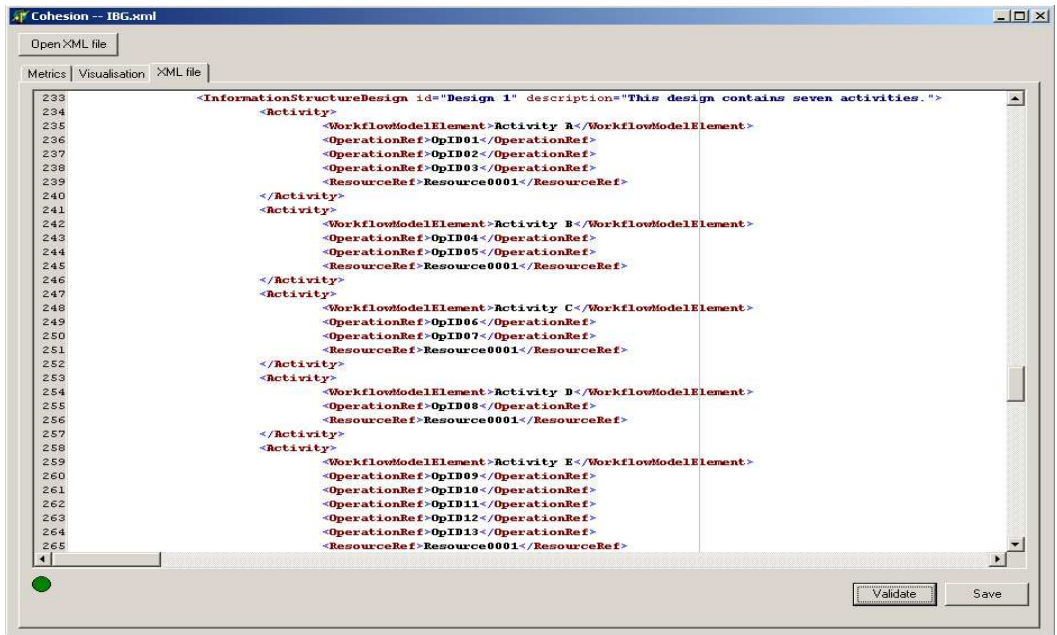 Cohesion -- IBG.xml
Open XML file
Metrics Visualisation XML file
233 <InformationStructureDesign id="Design 1" description="This design contains seven activities.">
234 <Activity>
235 <WorkflowModelElement>Activity A</WorkflowModelElement>
236 <OperationRef>OpID01</OperationRef>
237 <OperationRef>OpID02</OperationRef>
238 <OperationRef>OpID03</OperationRef>
239 <ResourceRef>Resource0001</ResourceRef>
240 </Activity>
241 <Activity>
242 <WorkflowModelElement>Activity B</WorkflowModelElement>
243 <OperationRef>OpID04</OperationRef>
244 <OperationRef>OpID05</OperationRef>
245 <ResourceRef>Resource0001</ResourceRef>
246 </Activity>
247 <Activity>
248 <WorkflowModelElement>Activity C</WorkflowModelElement>
249 <OperationRef>OpID06</OperationRef>
250 <OperationRef>OpID07</OperationRef>
251 <ResourceRef>Resource0001</ResourceRef>
252 </Activity>
253 <Activity>
254 <WorkflowModelElement>Activity D</WorkflowModelElement>
255 <OperationRef>OpID08</OperationRef>
256 <ResourceRef>Resource0001</ResourceRef>
257 </Activity>
258 <Activity>
259 <WorkflowModelElement>Activity E</WorkflowModelElement>
260 <OperationRef>OpID09</OperationRef>
261 <OperationRef>OpID10</OperationRef>
262 <OperationRef>OpID11</OperationRef>
263 <OperationRef>OpID12</OperationRef>
264 <OperationRef>OpID13</OperationRef>
265 <ResourceRef>Resource0001</ResourceRef>
Validate Save